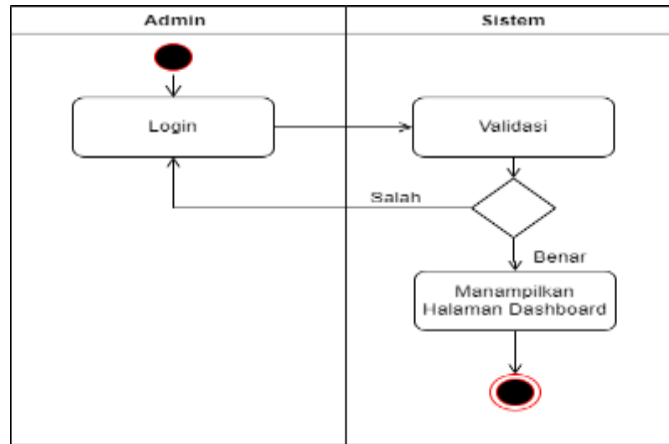 Admin
Sistem
Login
Validasi
Salah
Benar
Manampilkan
Halaman Dashboard